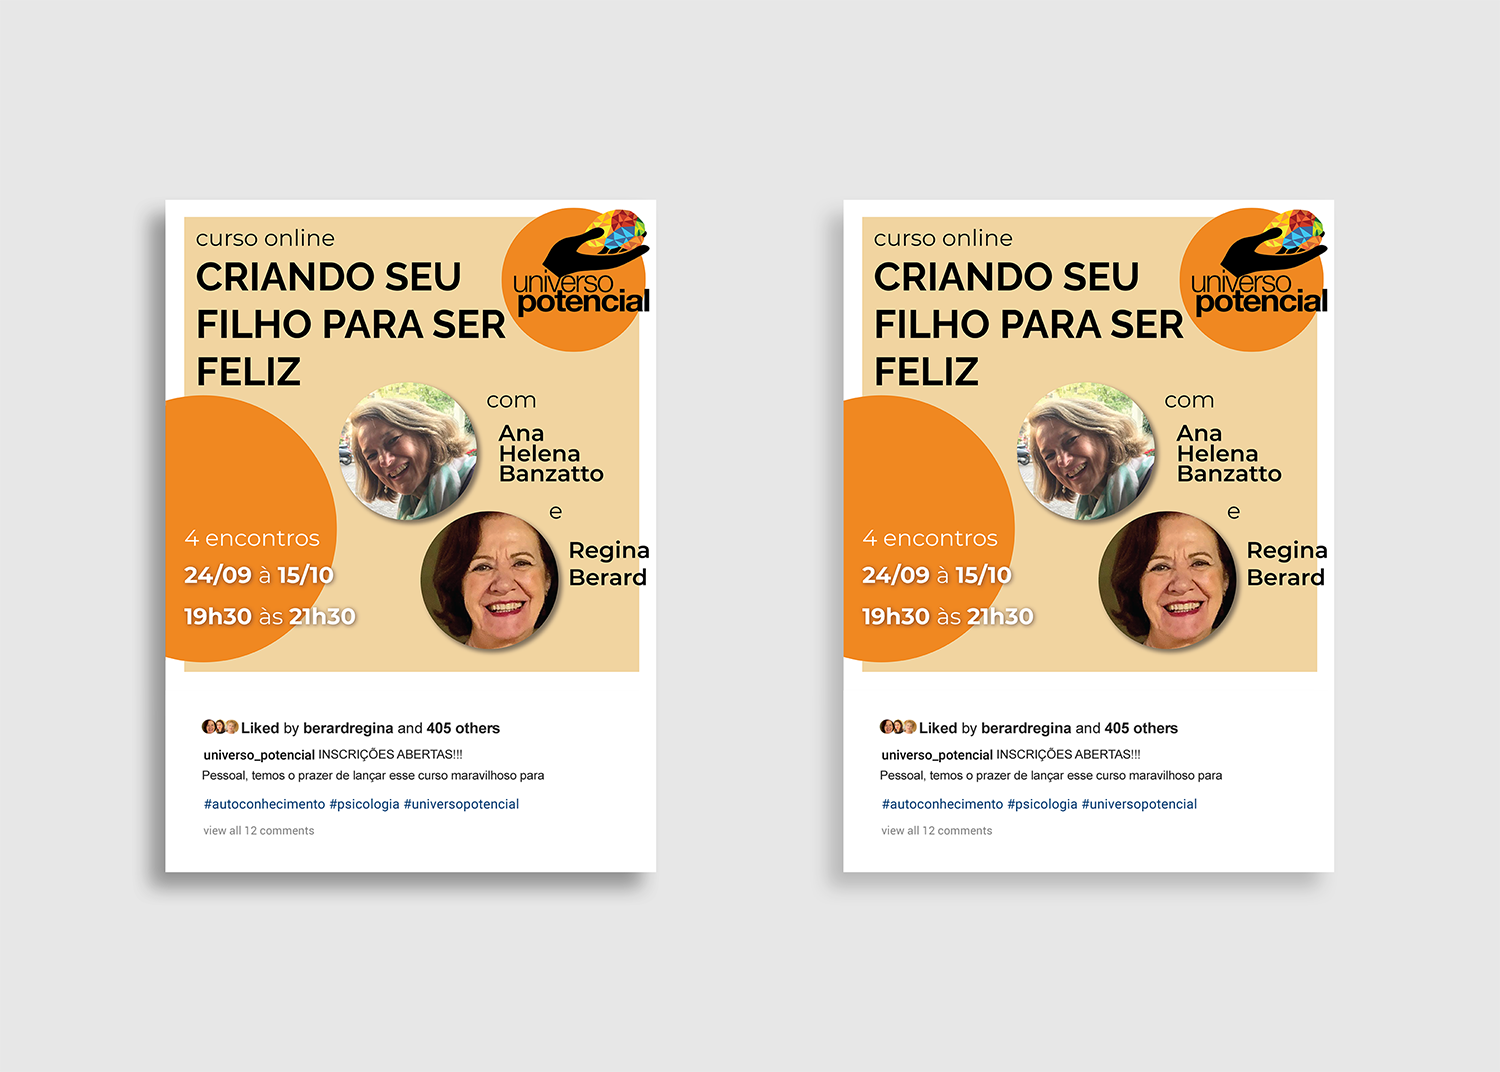 curso online
CRIANDO SEU
FILHO PARA SER
FELIZ
universo
potencial
com
Ana
Helena
Banzatto
e
Regina
Berard
4 encontros
24/09 à 15/10
19h30 às 21h30
Liked by berardregina and 405 others
universo_potencial INSCRIÇÕES ABERTAS!!!
Pessoal, temos o prazer de lançar esse curso maravilhoso para
#autoconhecimento #psicologia #universopotencial
view all 12 comments
curso online
CRIANDO SEU
FILHO PARA SER
FELIZ
universo
potencial
com
Ana
Helena
Banzatto
e
Regina
Berard
4 encontros
24/09 à 15/10
19h30 às 21h30
Liked by berardregina and 405 others
universo_potencial INSCRIÇÕES ABERTAS!!!
Pessoal, temos o prazer de lançar esse curso maravilhoso para
#autoconhecimento #psicologia #universopotencial
view all 12 comments